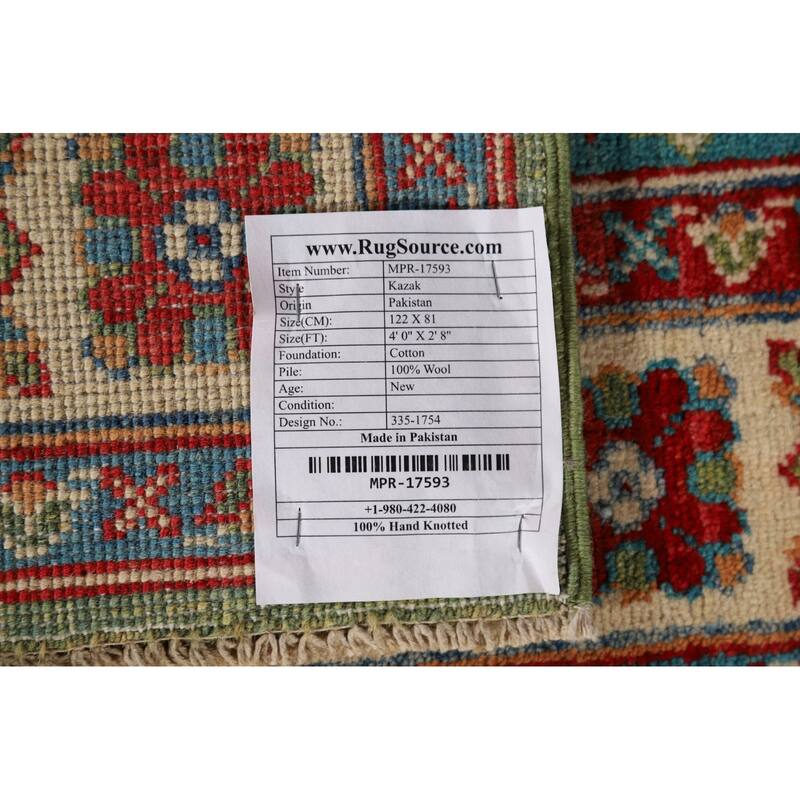 www.RugSource.com
Item Number: MPR-17593
Style Kazak
Origin Pakistan
Size(CM): 122 X 81
Size(FT): 4' 0" X 2' 8"
Foundation: Cotton
Pile: 100% Wool
Age: New
Condition:
Design No.: 335-1754
Made in Pakistan
MPR-17593
+1-980-422-4080
100% Hand Knotted